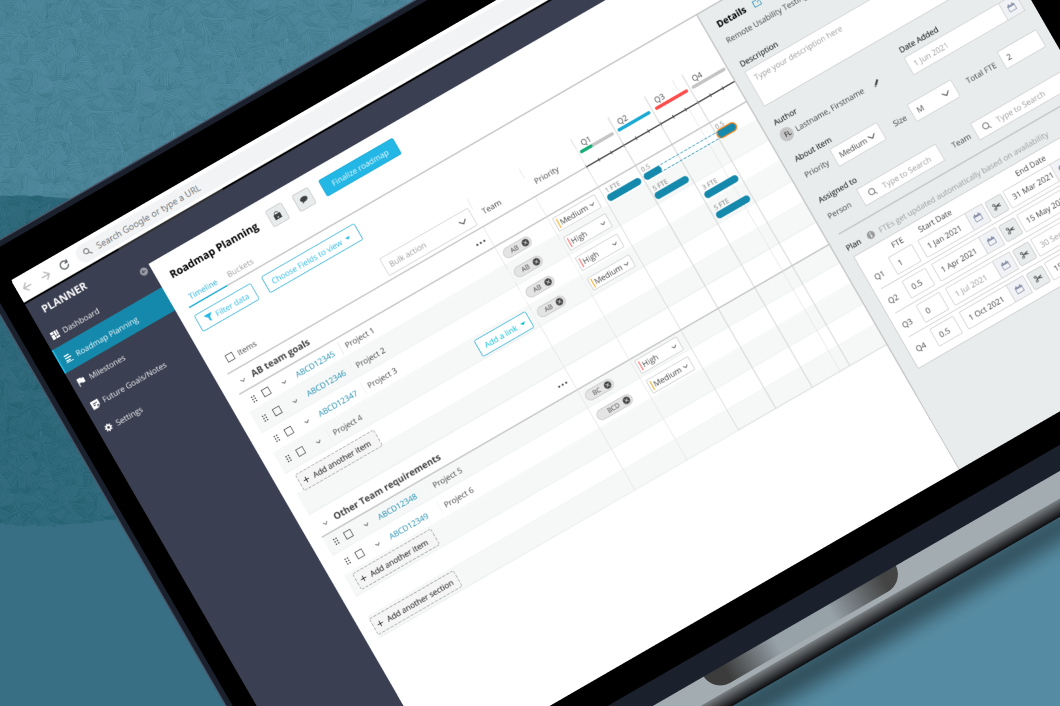 Search Google or type a URL
PLANNER
Dashboard
Roadmap Planning
Milestones
Future Goals/Notes
Settings
Roadmap Planning
Finalize roadmap
Timeline
Buckets
Filter data
Choose Fields to view
Bulk action
Items
Team
Priority
Q1
Q2
Q3
Q4
AB team goals
ABCD12345 Project 1 AB Medium
ABCD12346 Project 2 AB High
ABCD12347 Project 3 AB High
Project 4 Add a link AB Medium
+ Add another item
1 FTE
0.5
0.5
5 FTE
3 FTE
5 FTE
Other Team requirements
ABCD12348 Project 5 BC High
ABCD12349 Project 6 BCD Medium
+ Add another item
+ Add another section
Details
Remote Usability Testing
Description
Type your description here
Date Added
1 Jun 2021
Author
FL Lastname, Firstname
About Item
Priority Medium
Size M
Total FTE 2
Assigned to
Person Type to Search
Team Type to Search
Plan FTEs get updated automatically based on availability
FTE Start Date End Date
Q1 1 1 Jan 2021 31 Mar 2021
Q2 0.5 1 Apr 2021 15 May
Q3 0 1 Jul 2021 30
Q4 0.5 1 Oct 2021